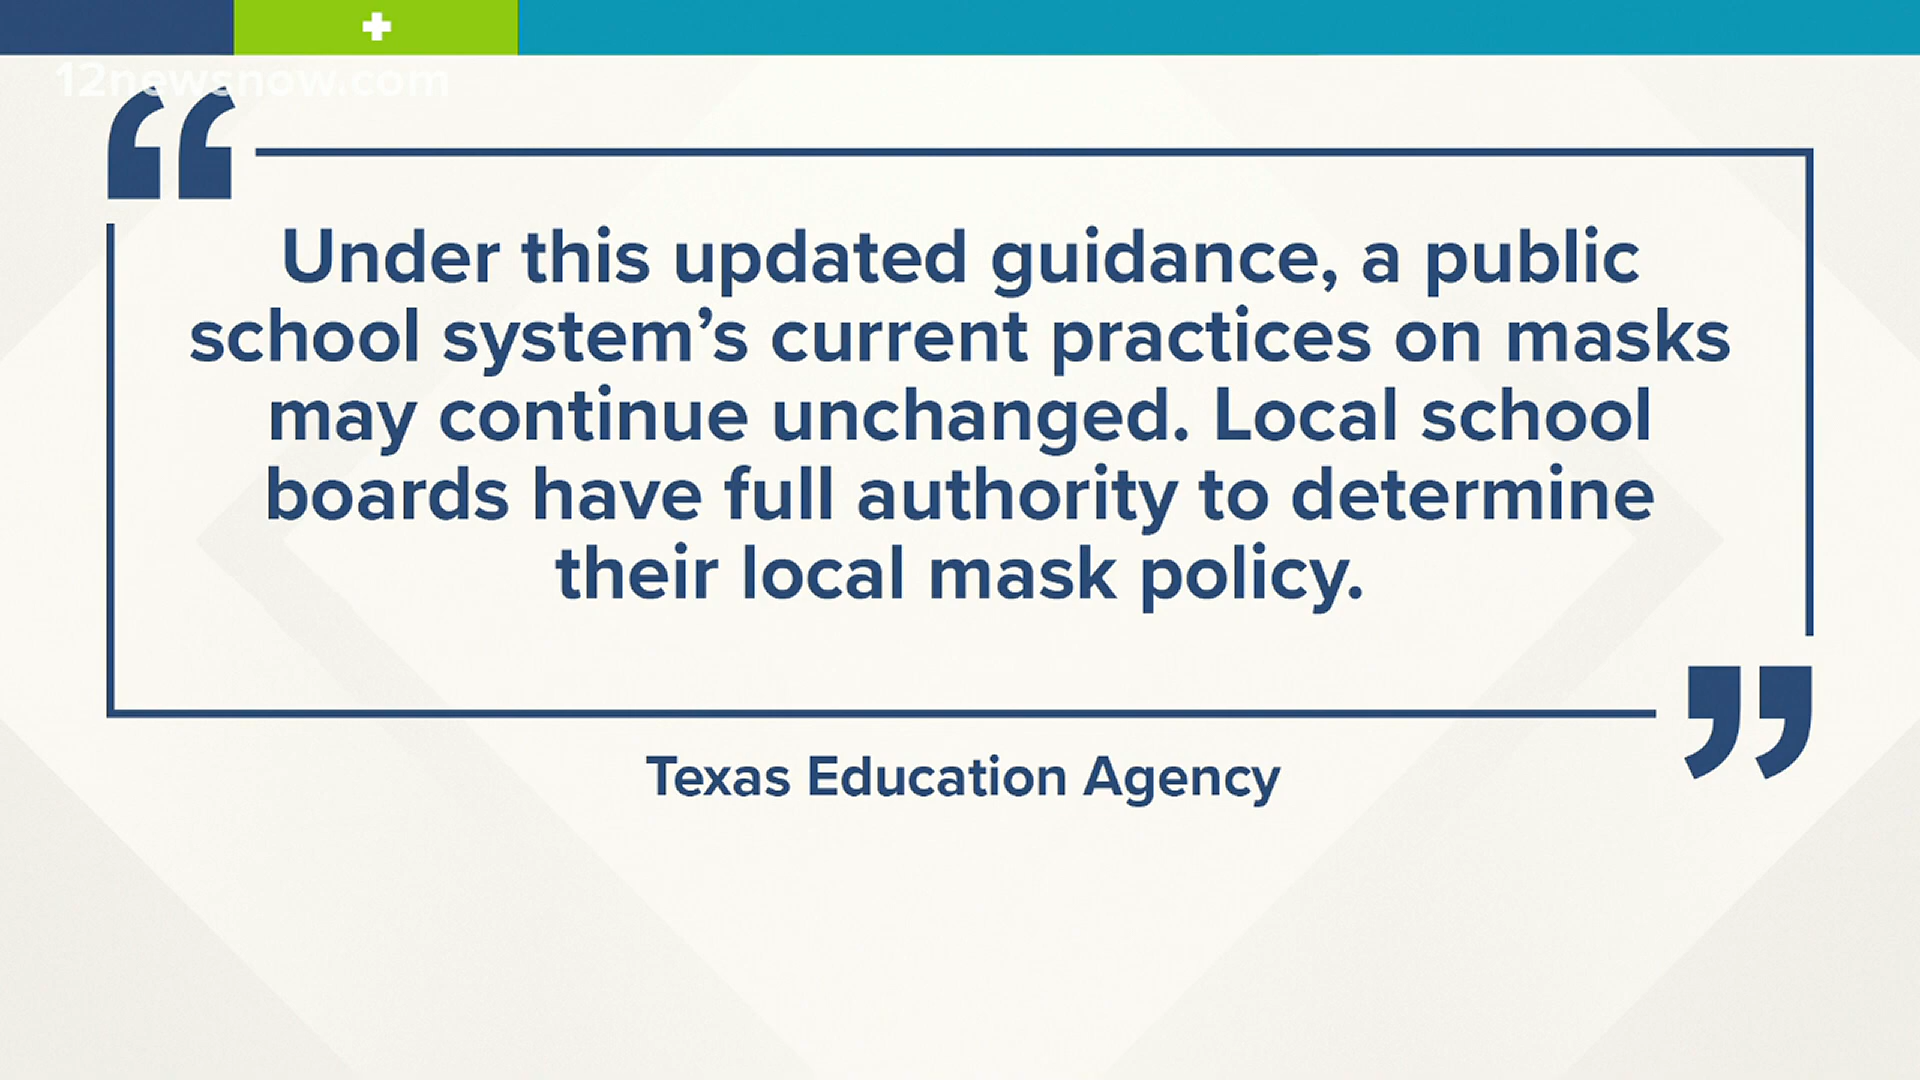 12newsnow.com
“
Under this updated guidance, a public
school system’s current practices on masks
may continue unchanged. Local school
boards have full authority to determine
their local mask policy.
”
Texas Education Agency